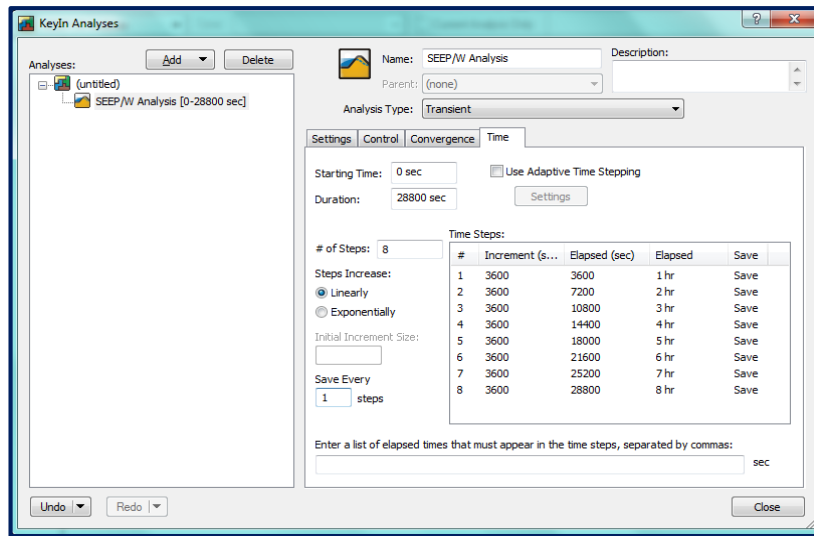 KeyIn Analyses
Analyses:
Add
Delete
(untitled)
SEEP/W Analysis [0-28800 sec]
Name: SEEP/W Analysis
Description:
Parent: (none)
Analysis Type: Transient
Settings Control Convergence Time
Starting Time: 0 sec
Use Adaptive Time Stepping
Duration: 28800 sec
Settings
# of Steps: 8
Steps Increase:
Linearly
Exponentially
Initial Increment Size:
Save Every
1 steps
Time Steps:
# Increment (s... Elapsed (sec) Elapsed Save
1 3600 3600 1 hr Save
2 3600 7200 2 hr Save
3 3600 10800 3 hr Save
4 3600 14400 4 hr Save
5 3600 18000 5 hr Save
6 3600 21600 6 hr Save
7 3600 25200 7 hr Save
8 3600 28800 8 hr Save
Enter a list of elapsed times that must appear in the time steps, separated by commas:
sec
Undo
Redo
Close